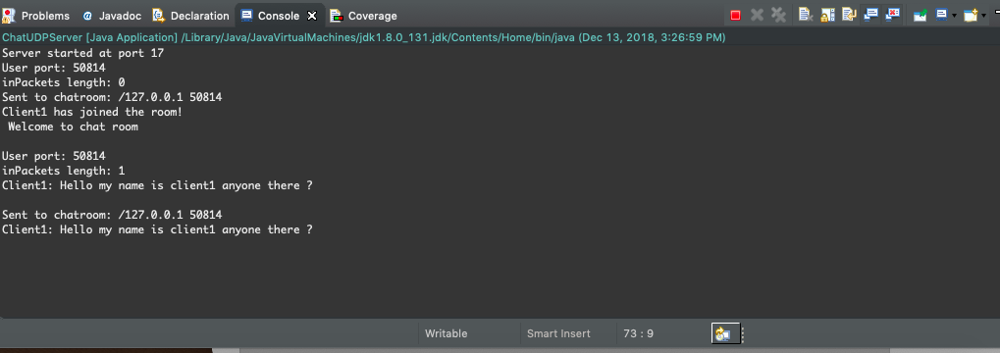 Problems @ Javadoc Declaration Console Coverage
ChatUDPServer [Java Application] /Library/Java/JavaVirtualMachines/jdk1.8.0_131.jdk/Contents/Home/bin/java (Dec 13, 2018, 3:26:59 PM)
Server started at port 17
User port: 50814
inPackets length: 0
Sent to chatroom: /127.0.0.1 50814
Client1 has joined the room!
Welcome to chat room
User port: 50814
inPackets length: 1
Client1: Hello my name is client1 anyone there ?
Sent to chatroom: /127.0.0.1 50814
Client1: Hello my name is client1 anyone there ?
Writable Smart Insert 73 : 9